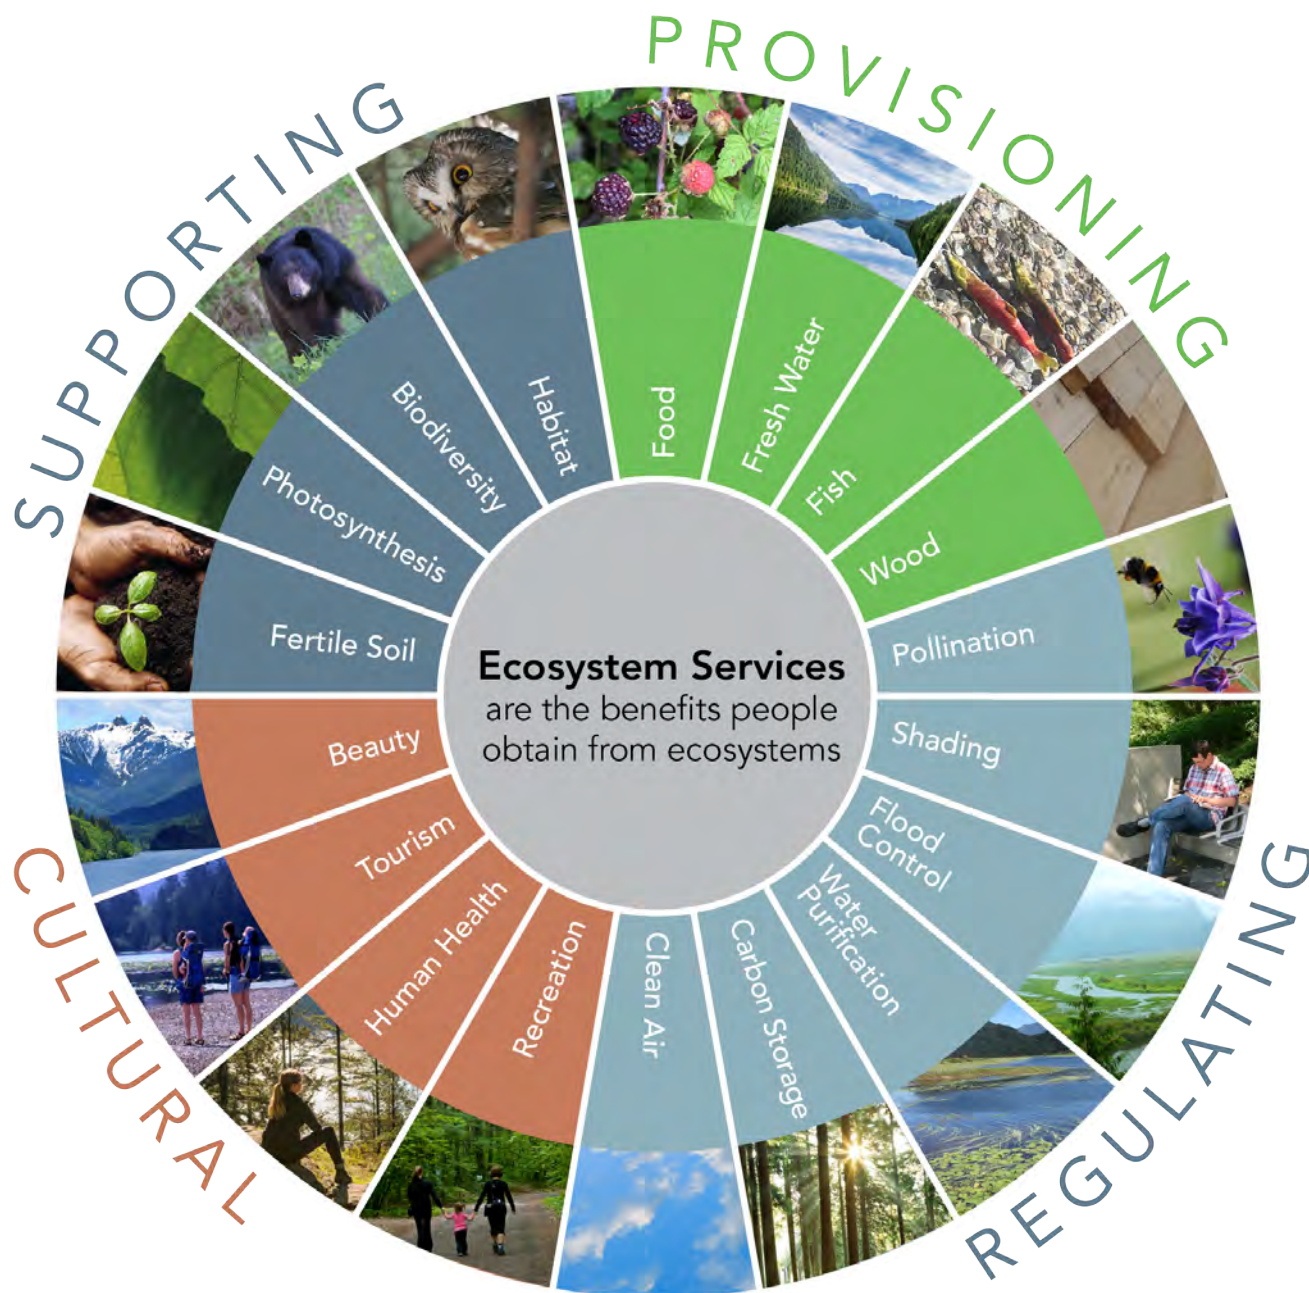 PROVISIONING
SUPPORTING
CULTURAL
REGULATING
Food
Fresh Water
Fish
Wood
Pollination
Shading
Flood
Control
Water
Purification
Carbon Storage
Clean Air
Recreation
Human Health
Tourism
Beauty
Fertile Soil
Photosynthesis
Biodiversity
Habitat
Ecosystem Services
are the benefits people
obtain from ecosystems